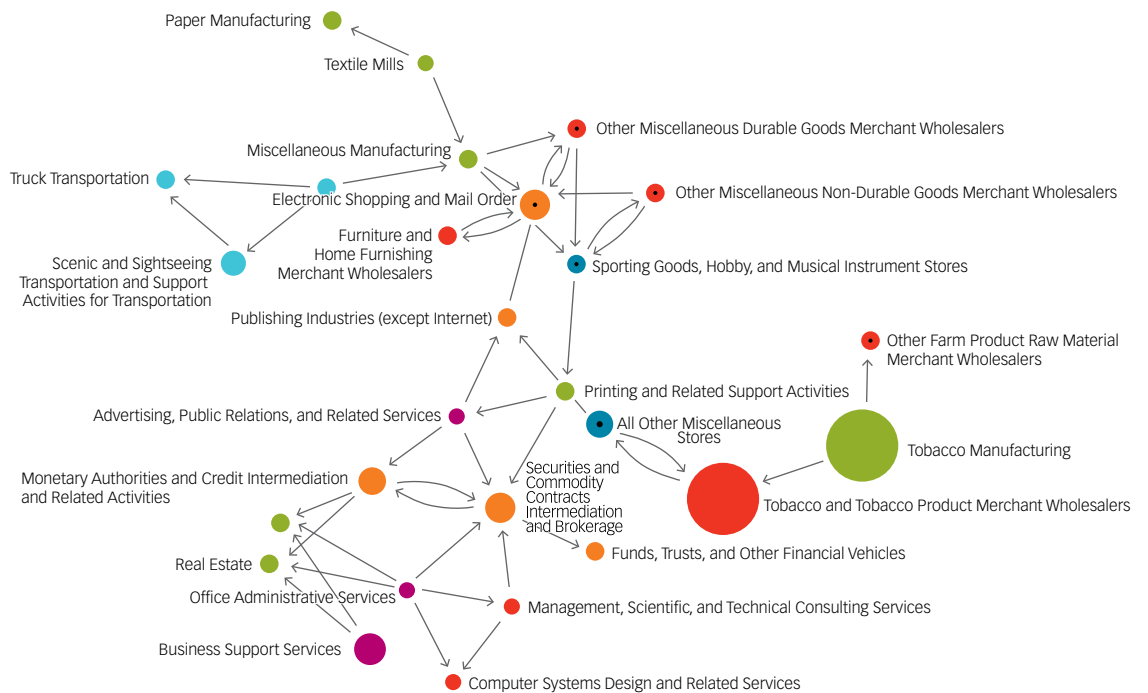 Paper Manufacturing
Textile Mills
Other Miscellaneous Durable Goods Merchant Wholesalers
Miscellaneous Manufacturing
Truck Transportation
Electronic Shopping and Mail Order
Other Miscellaneous Non-Durable Goods Merchant Wholesalers
Furniture and
Home Furnishing
Merchant Wholesalers
Scenic and Sightseeing
Transportation and Support
Activities for Transportation
Sporting Goods, Hobby, and Musical Instrument Stores
Publishing Industries (except Internet)
Other Farm Product Raw Material
Merchant Wholesalers
Printing and Related Support Activities
Advertising, Public Relations, and Related Services
All Other Miscellaneous
Stores
Tobacco Manufacturing
Monetary Authorities and Credit Intermediation
and Related Activities
Securities and
Commodity
Contracts
Intermediation
and Brokerage
Tobacco and Tobacco Product Merchant Wholesalers
Funds, Trusts, and Other Financial Vehicles
Real Estate
Office Administrative Services
Management, Scientific, and Technical Consulting Services
Business Support Services
Computer Systems Design and Related Services